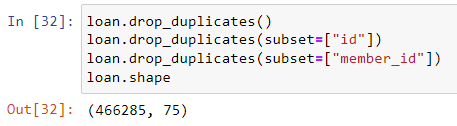 In [32]: loan.drop_duplicates()
loan.drop_duplicates(subset=["id"])
loan.drop_duplicates(subset=["member_id"])
loan.shape
Out[32]: (466285, 75)